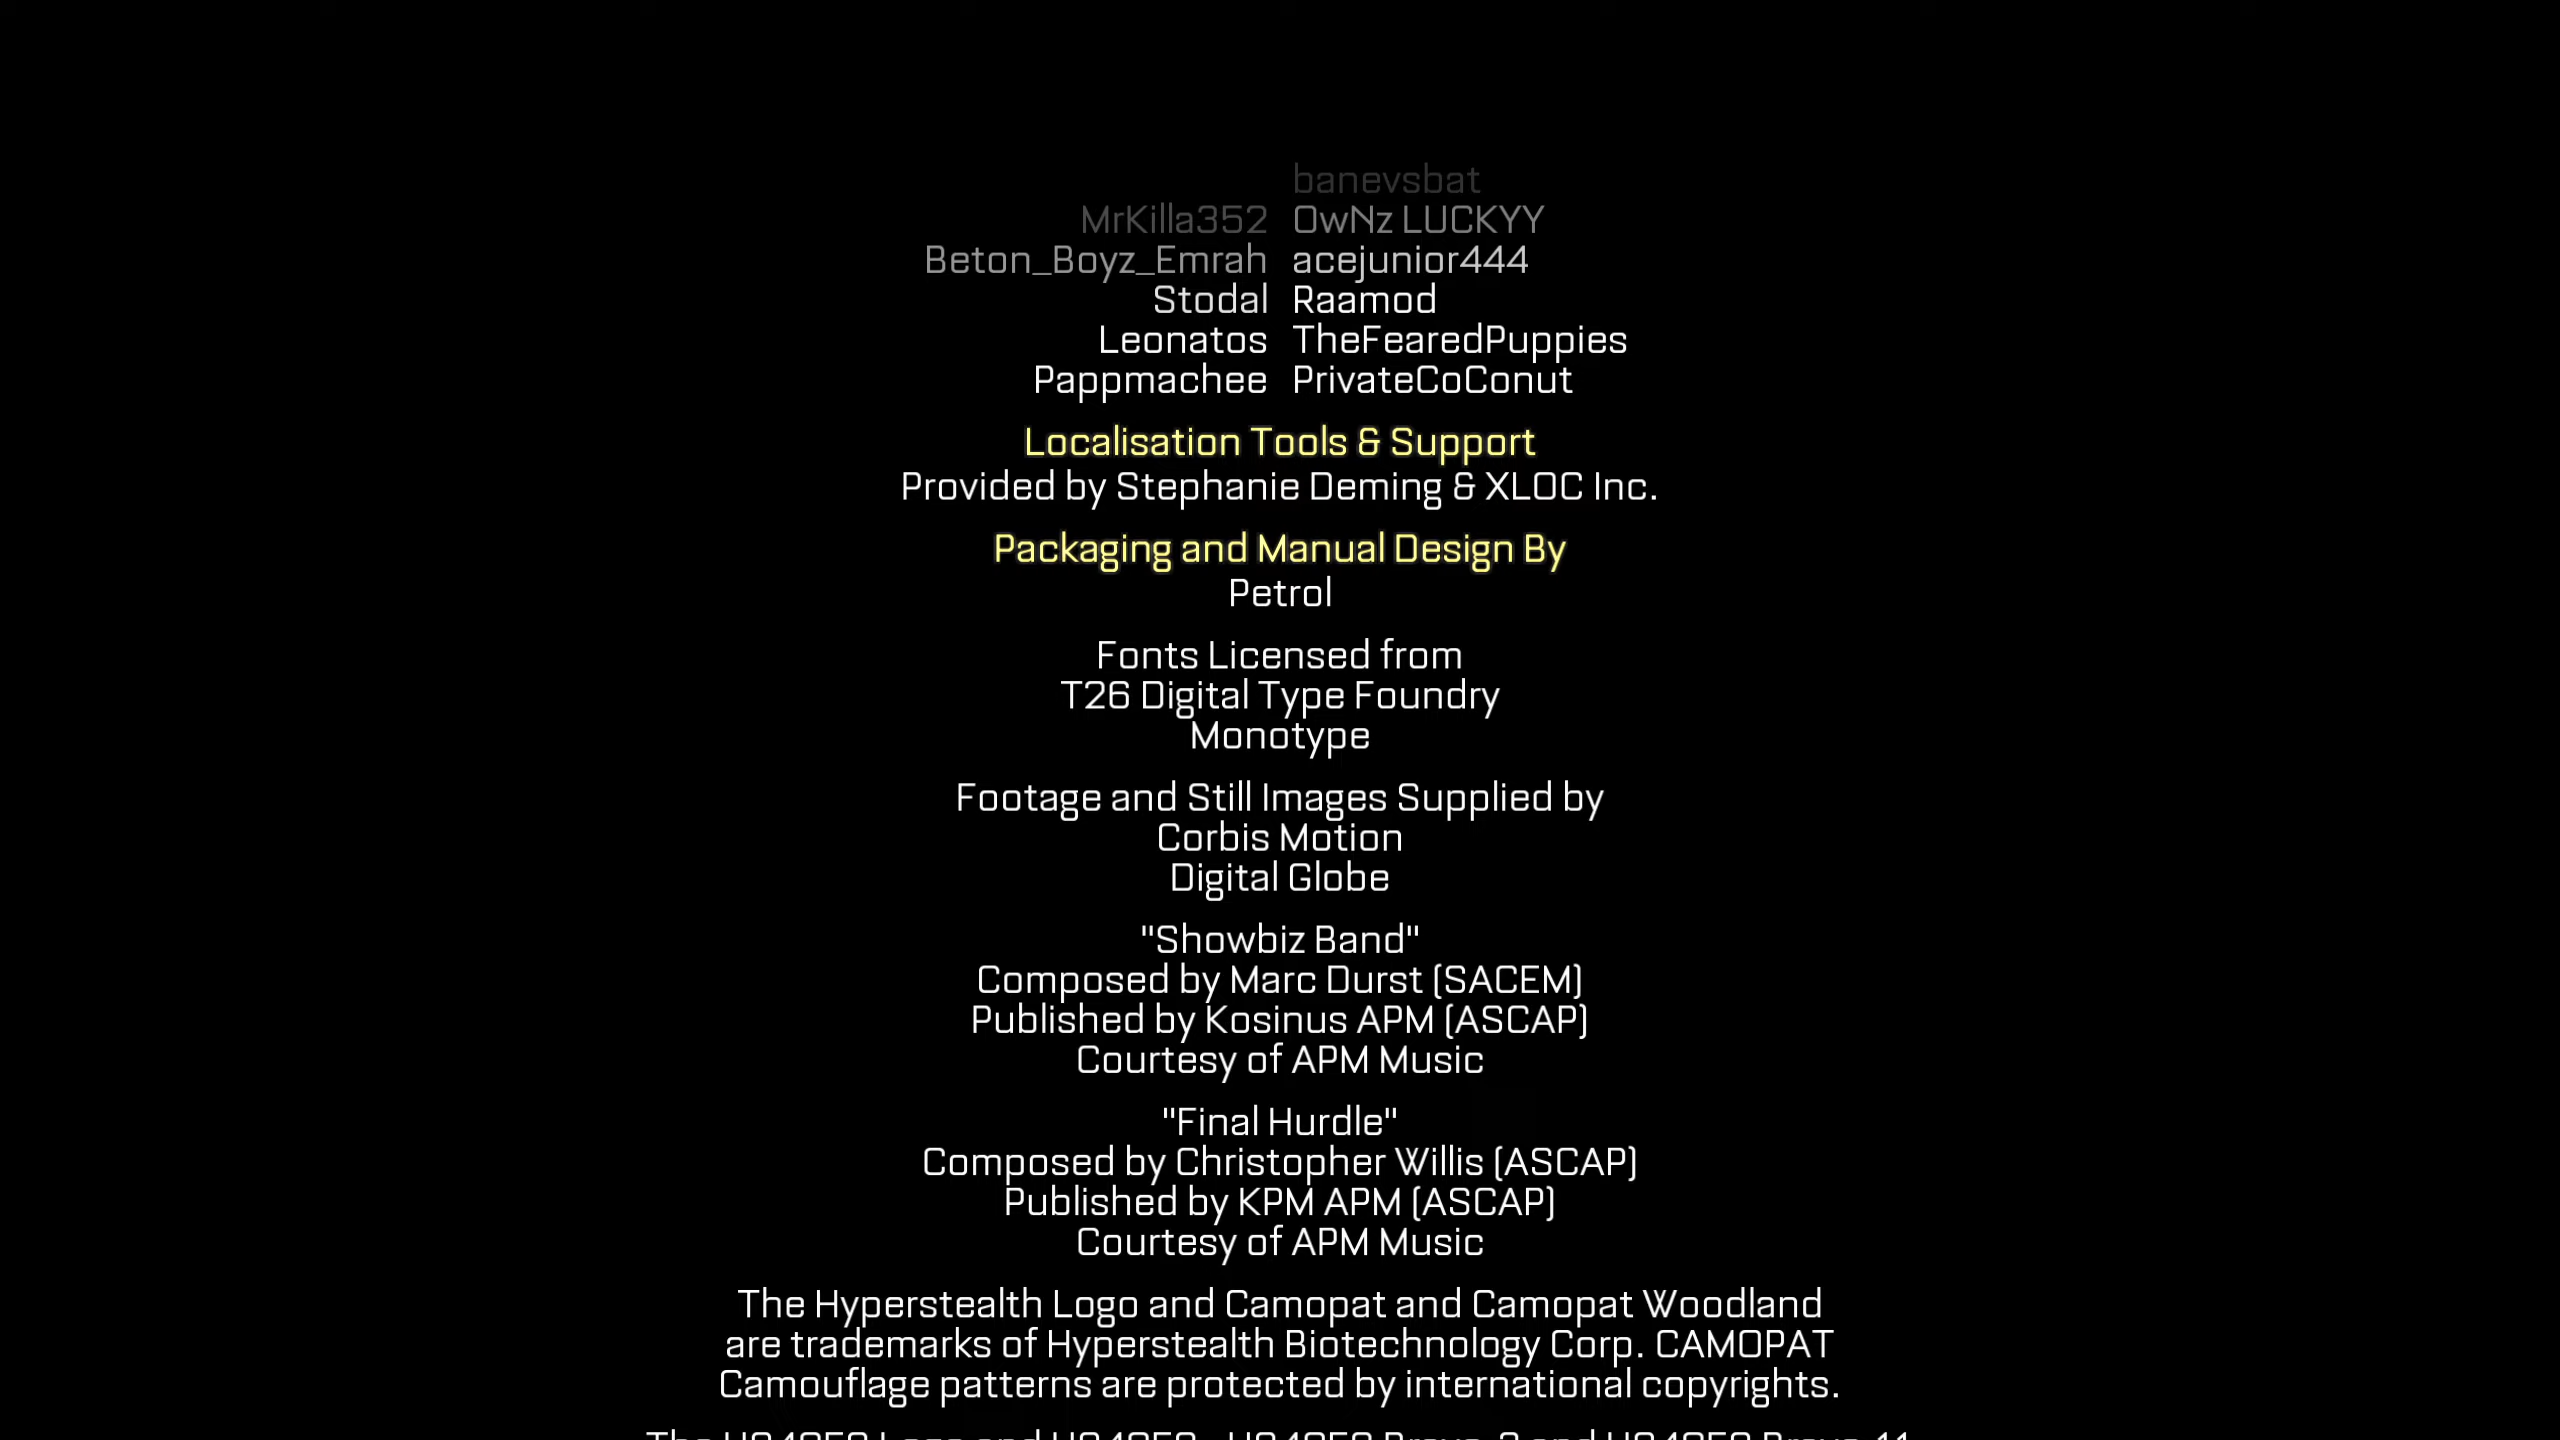 banevsbat
MrKilla352 OwNz LUCKYY
Beton_Boyz_Emrah acejunior444
Stodal Raamod
Leonatos TheFearedPuppies
Pappmachee PrivateCoConut
Localisation Tools & Support
Provided by Stephanie Deming & XLOC Inc.
Packaging and Manual Design By
Petrol
Fonts Licensed from
T26 Digital Type Foundry
Monotype
Footage and Still Images Supplied by
Corbis Motion
Digital Globe
"Showbiz Band"
Composed by Marc Durst (SACEM)
Published by Kosinus APM (ASCAP)
Courtesy of APM Music
"Final Hurdle"
Composed by Christopher Willis (ASCAP)
Published by KPM APM (ASCAP)
Courtesy of APM Music
The Hyperstealth Logo and Camopat and Camopat Woodland
are trademarks of Hyperstealth Biotechnology Corp. CAMOPAT
Camouflage patterns are protected by international copyrights.